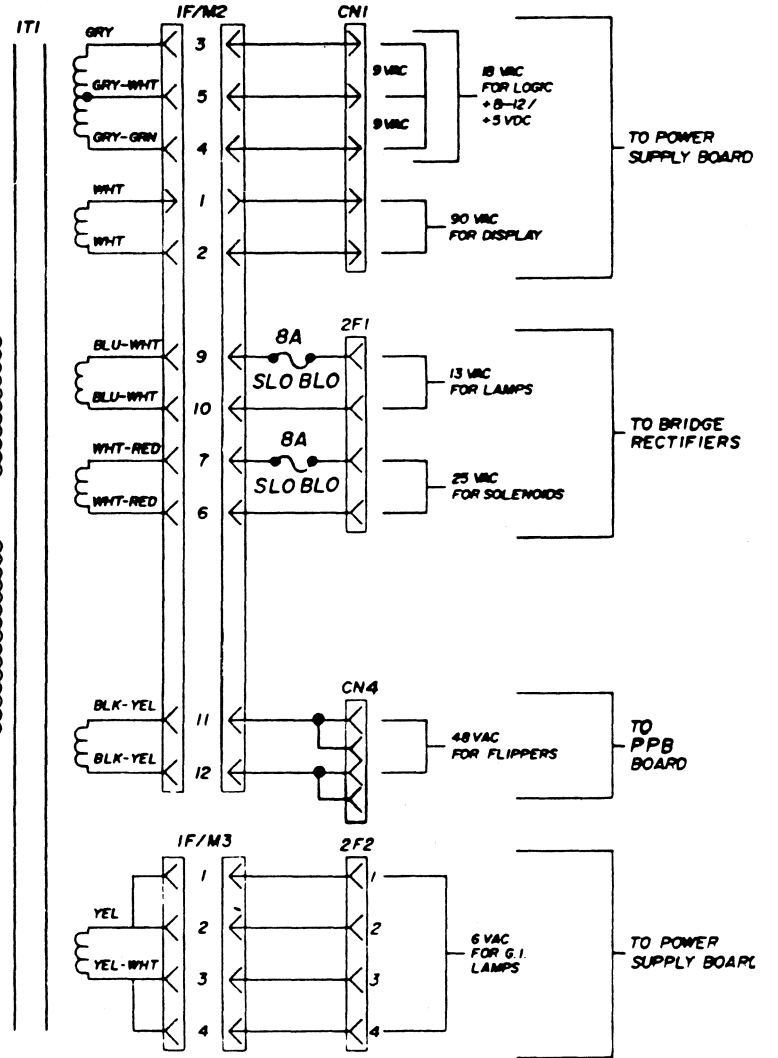 1T1
1F/M2
CN1
GRY
3
GRY-WHT
5
GRY-GRN
4
9 VAC
9 VAC
18 VAC
FOR LOGIC
+8-12/
+5 VDC
TO POWER
SUPPLY BOARD
WHT
1
WHT
2
90 VAC
FOR DISPLAY
2F1
BLU-WHT
9
8A
SLO BLO
BLU-WHT
10
13 VAC
FOR LAMPS
WHT-RED
7
8A
SLO BLO
WHT-RED
6
25 VAC
FOR SOLENOIDS
TO BRIDGE
RECTIFIERS
CN4
BLK-YEL
11
BLK-YEL
12
48 VAC
FOR FLIPPERS
TO
PPB
BOARD
1F/M3
2F2
1
1
YEL
2
2
YEL-WHT
3
3
4
4
6 VAC
FOR G.I.
LAMPS
TO POWER
SUPPLY BOARD